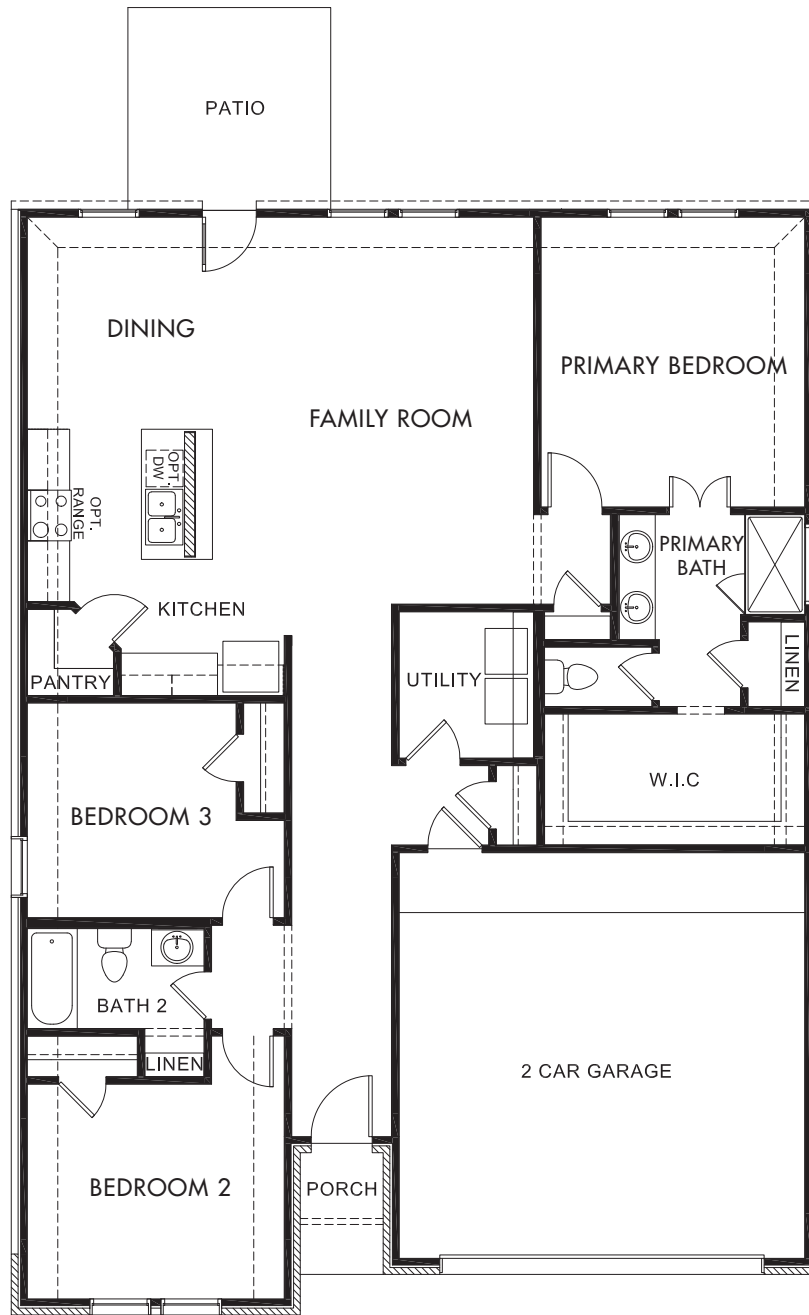 PATIO
DINING
PRIMARY BEDROOM
FAMILY ROOM
OPT.
DW
OPT.
RANGE
PRIMARY
BATH
KITCHEN
LINEN
PANTRY
UTILITY
W.I.C
BEDROOM 3
BATH 2
LINEN
2 CAR GARAGE
BEDROOM 2
PORCH